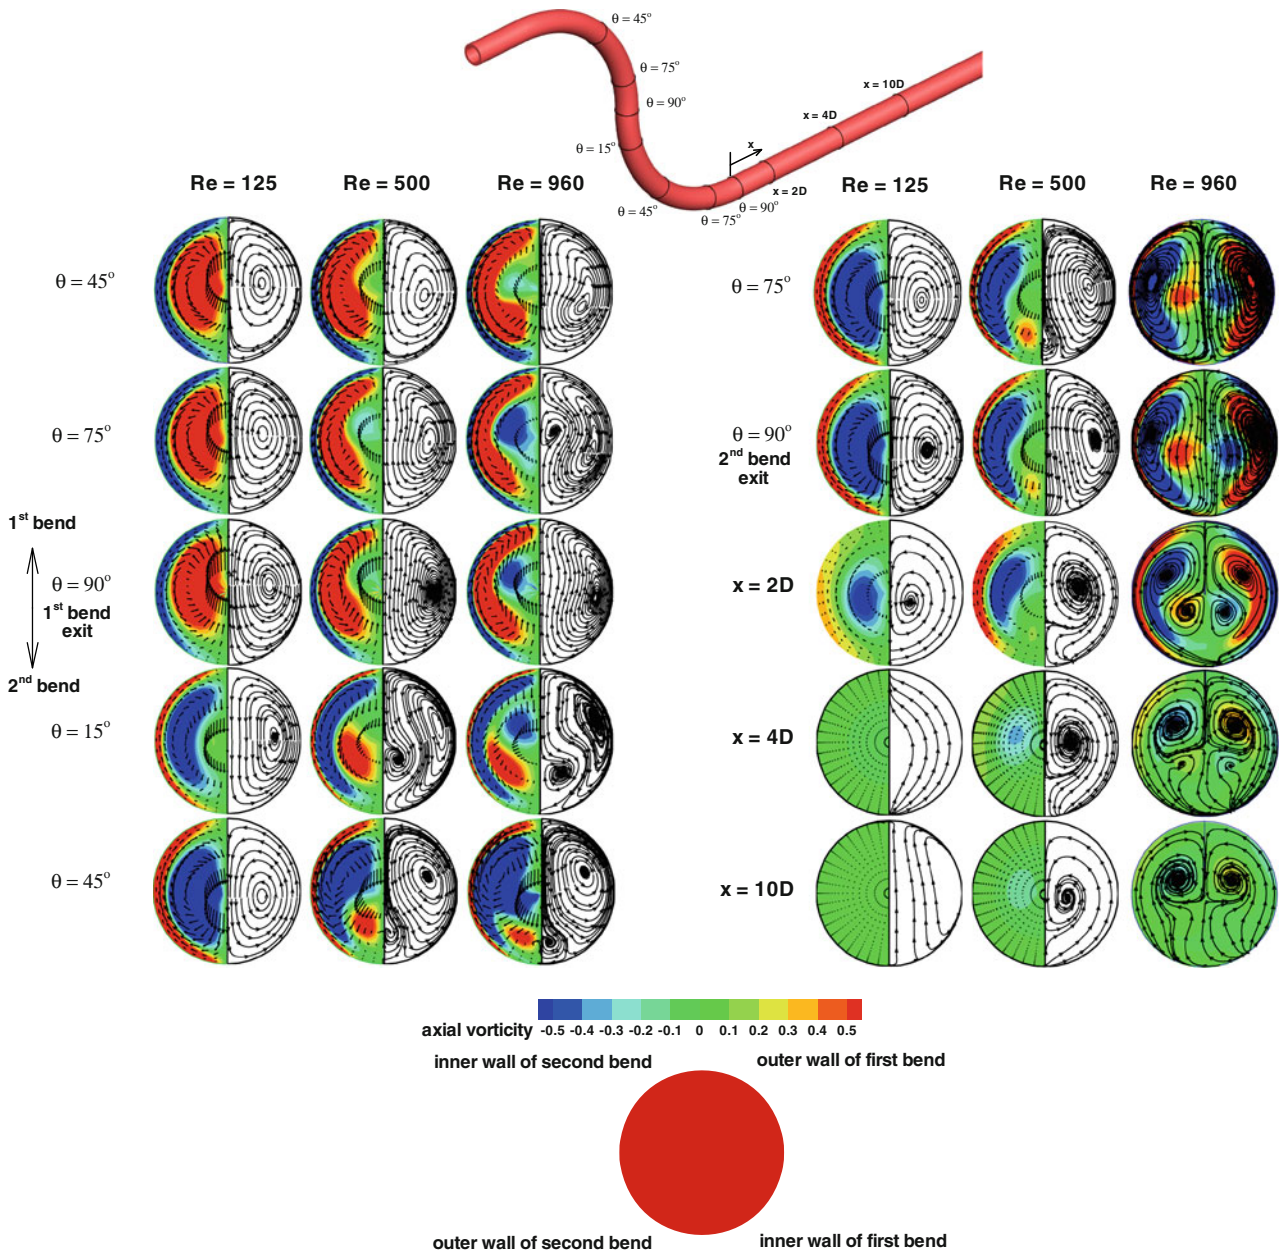 θ = 45°
θ = 75°
θ = 90°
θ = 15°
θ = 45°
θ = 75°
θ = 90°
x
x = 2D
x = 4D
x = 10D
Re = 125
Re = 500
Re = 960
θ = 45°
θ = 75°
1st bend
θ = 90°
1st bend
exit
2nd bend
θ = 15°
θ = 45°
Re = 125
Re = 500
Re = 960
θ = 75°
θ = 90°
2nd bend
exit
x = 2D
x = 4D
x = 10D
axial vorticity -0.5 -0.4 -0.3 -0.2 -0.1 0 0.1 0.2 0.3 0.4 0.5
inner wall of second bend
outer wall of first bend
outer wall of second bend
inner wall of first bend